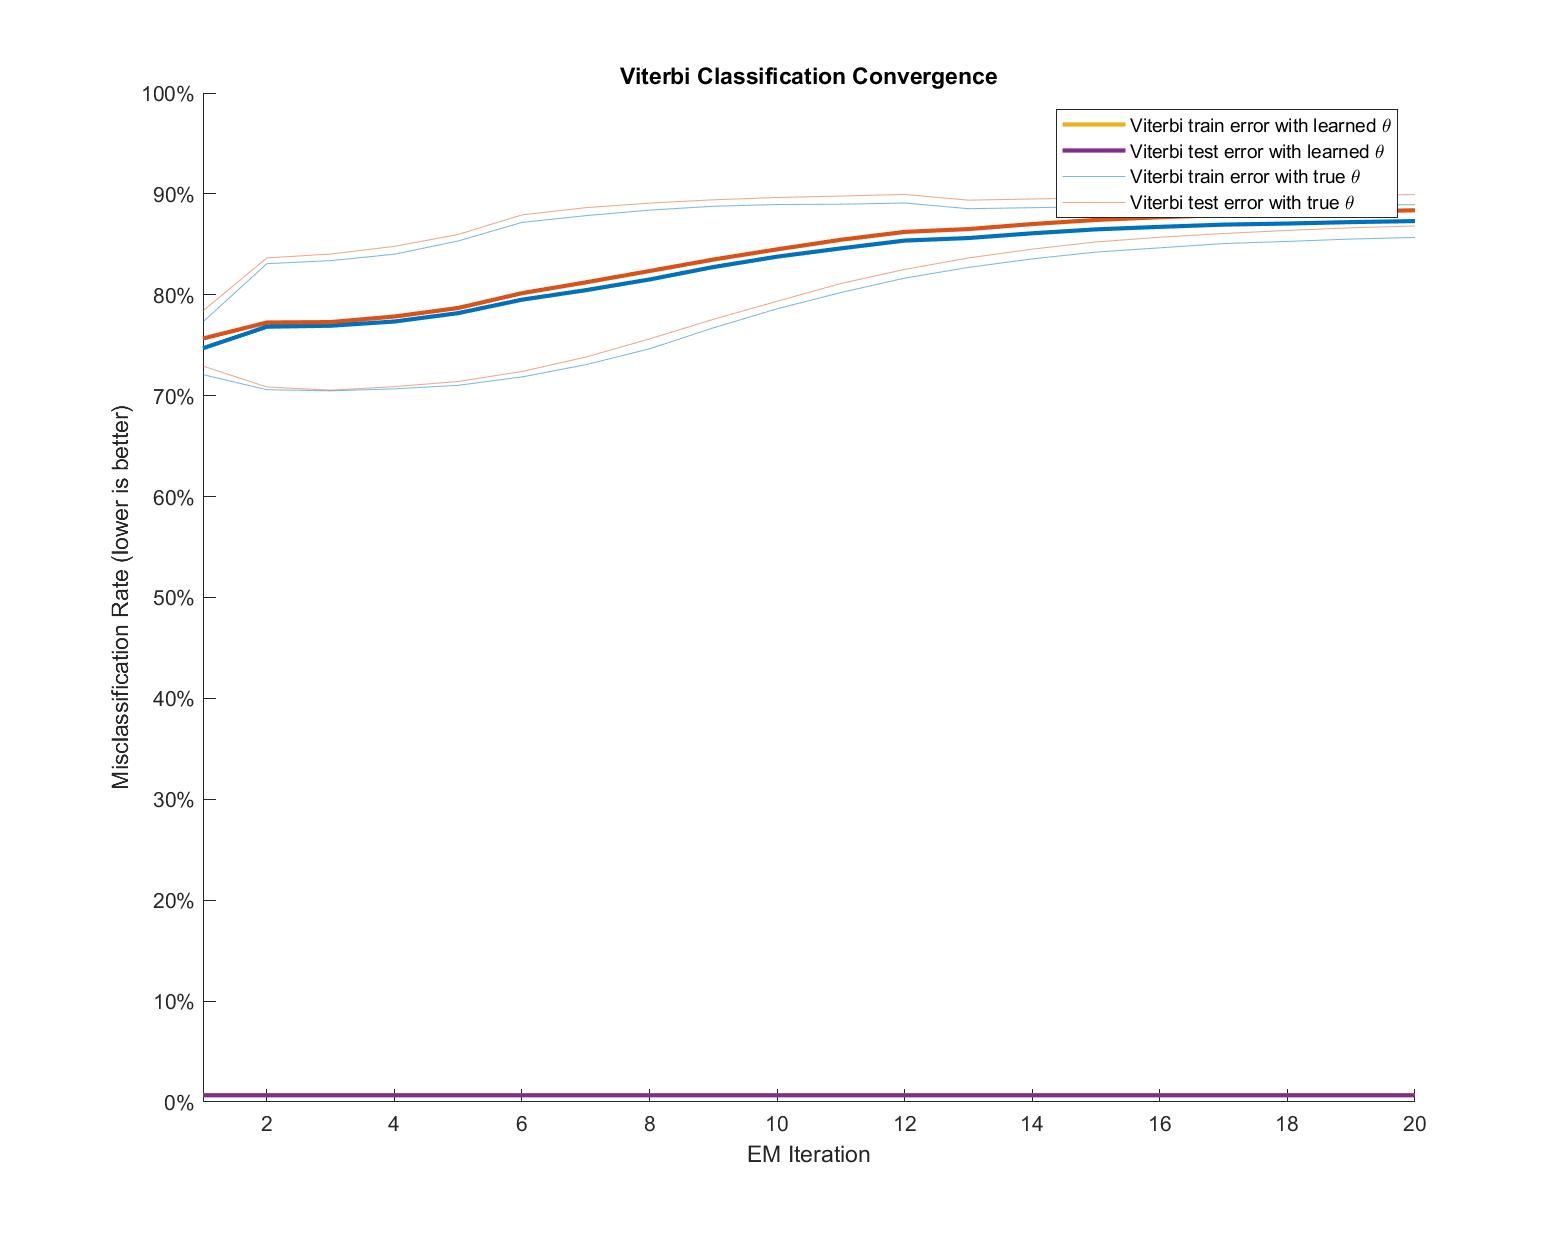 Viterbi Classification Convergence
100%
90%
80%
70%
60%
50%
40%
30%
20%
10%
0%
Misclassification Rate (lower is better)
Viterbi train error with learned θ
Viterbi test error with learned θ
Viterbi train error with true θ
Viterbi test error with true θ
2 4 6 8 10 12 14 16 18 20
EM Iteration